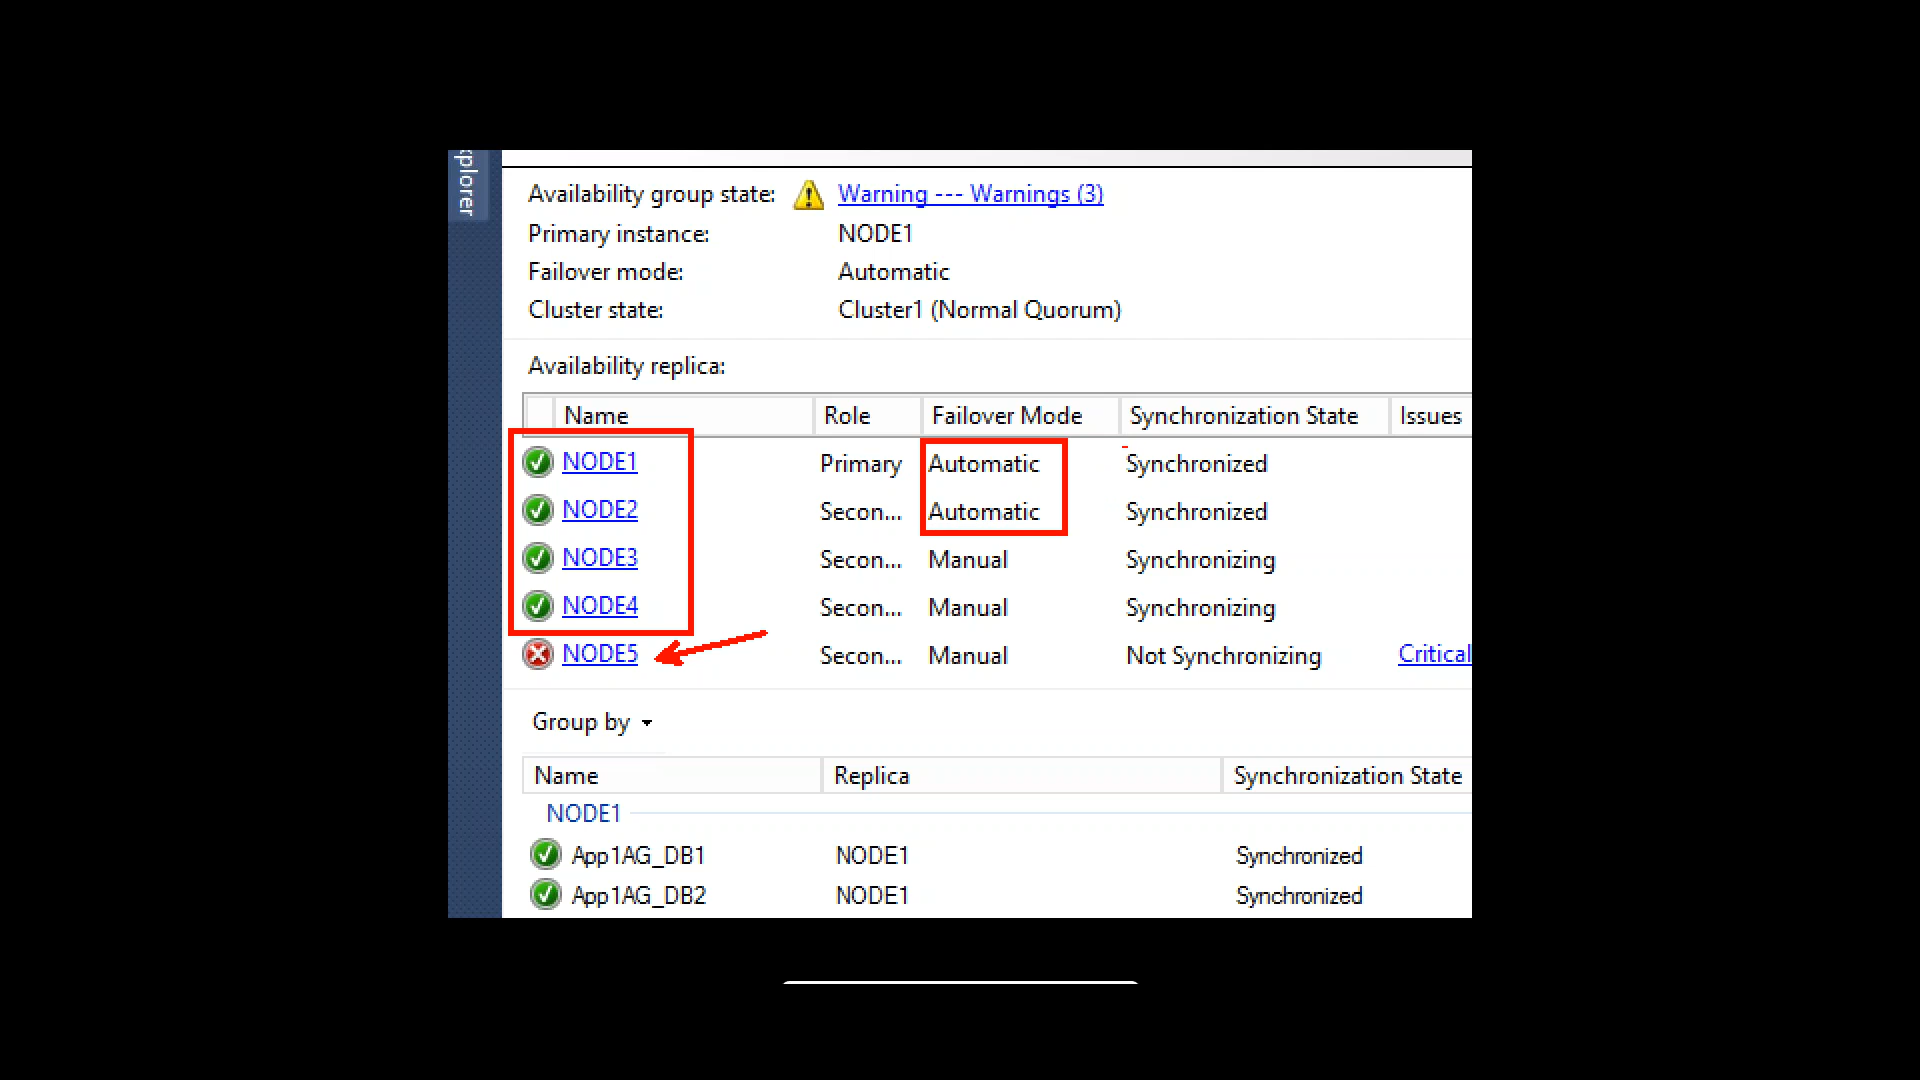 xplorer
Availability group state: Warning --- Warnings (3)
Primary instance: NODE1
Failover mode: Automatic
Cluster state: Cluster1 (Normal Quorum)
Availability replica:
Name Role Failover Mode Synchronization State Issues
NODE1 Primary Automatic Synchronized
NODE2 Secon... Automatic Synchronized
NODE3 Secon... Manual Synchronizing
NODE4 Secon... Manual Synchronizing
NODE5 Secon... Manual Not Synchronizing Critical
Group by
Name Replica Synchronization State
NODE1
App1AG_DB1 NODE1 Synchronized
App1AG_DB2 NODE1 Synchronized